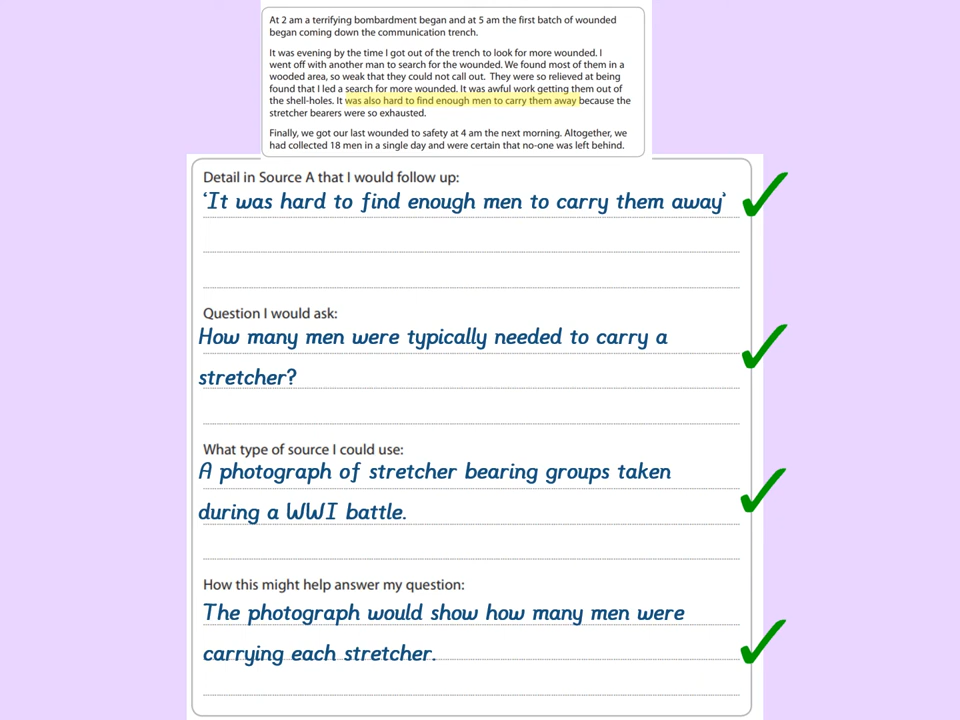 At 2 am a terrifying bombardment began and at 5 am the first batch of wounded
began coming down the communication trench.
It was evening by the time I got out of the trench to look for more wounded. I
went off with another man to search for the wounded. We found most of them in a
wooded area, so weak that they could not call out. They were so relieved at being
found that I led a search for more wounded. It was awful work getting them out of
the shell-holes. It was also hard to find enough men to carry them away because the
stretcher bearers were so exhausted.
Finally, we got our last wounded to safety at 4 am the next morning. Altogether, we
had collected 18 men in a single day and were certain that no-one was left behind.
Detail in Source A that I would follow up:
‘It was hard to find enough men to carry them away’
Question I would ask:
How many men were typically needed to carry a
stretcher?
What type of source I could use:
A photograph of stretcher bearing groups taken
during a WWI battle.
How this might help answer my question:
The photograph would show how many men were
carrying each stretcher.